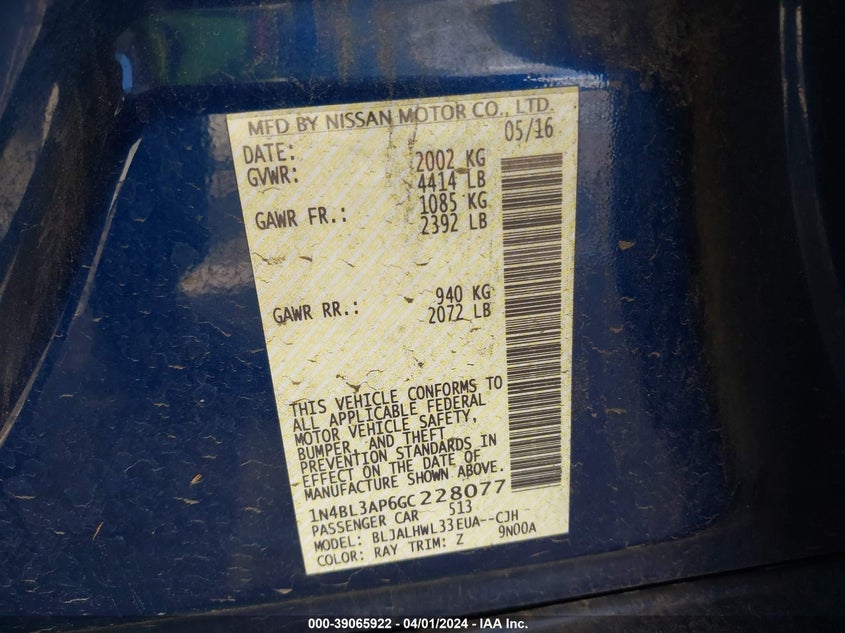 MFD BY NISSAN MOTOR CO., LTD.
DATE: 05/16
GVWR: 2002 KG
4414 LB
GAWR FR.: 1085 KG
2392 LB
GAWR RR.: 940 KG
2072 LB
THIS VEHICLE CONFORMS TO
ALL APPLICABLE FEDERAL
MOTOR VEHICLE SAFETY,
BUMPER, AND THEFT
PREVENTION STANDARDS IN
EFFECT ON THE DATE OF
MANUFACTURE SHOWN ABOVE.
1N4BL3AP6GC228077
PASSENGER CAR 513
MODEL: BLJALHWL33EUA--CJH
COLOR: RAY TRIM: Z 9N00A
000-39065922 - 04/01/2024 - IAA Inc.